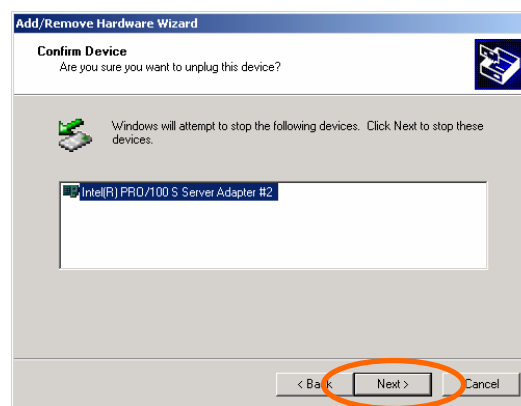 Add/Remove Hardware Wizard
Confirm Device
Are you sure you want to unplug this device?
Windows will attempt to stop the following devices. Click Next to stop these
devices.
Intel(R) PRO/100 S Server Adapter #2
< Back
Next >
Cancel